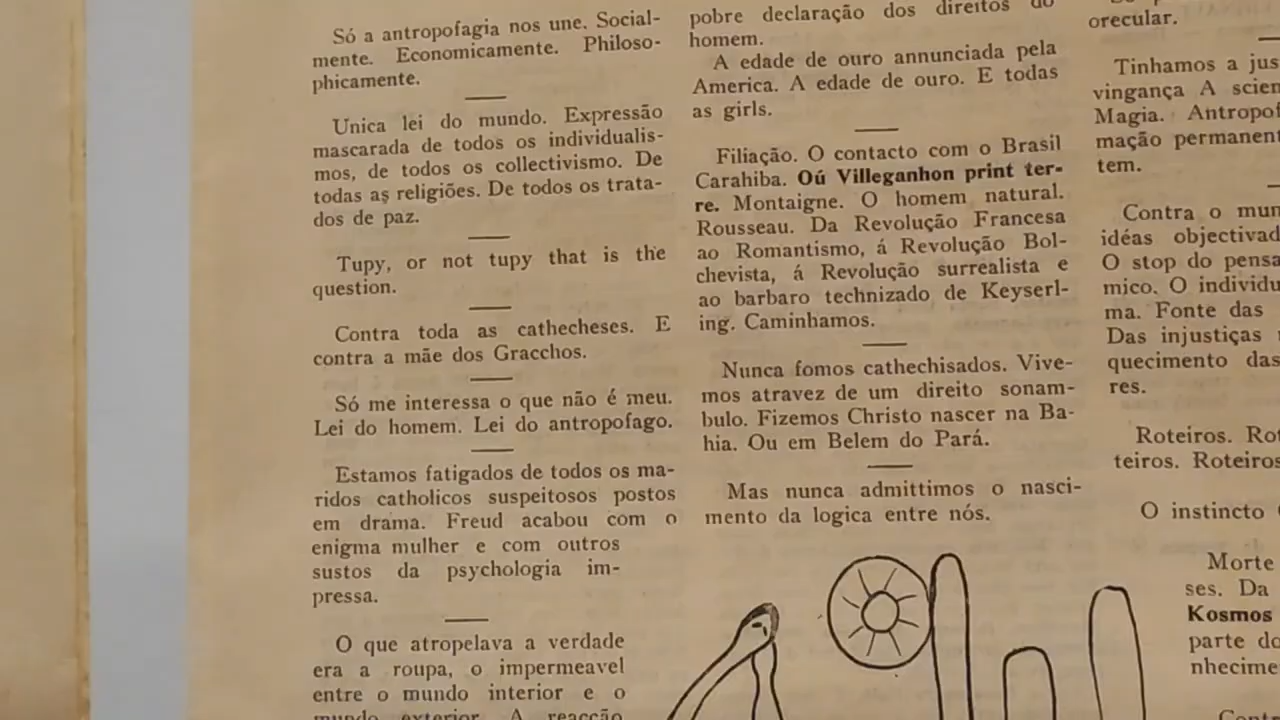 Só a antropofagia nos une. Social-
mente. Economicamente. Philoso-
phicamente.
Unica lei do mundo. Expressão
mascarada de todos os individualis-
mos, de todos os collectivismo. De
todas as religiões. De todos os trata-
dos de paz.
Tupy, or not tupy that is the
question.
Contra toda as cathecheses. E
contra a mãe dos Gracchos.
Só me interessa o que não é meu.
Lei do homem. Lei do antropofago.
Estamos fatigados de todos os ma-
ridos catholicos suspeitosos postos
em drama. Freud acabou com o
enigma mulher e com outros
sustos da psychologia im-
pressa.
O que atropelava a verdade
era a roupa, o impermeavel
entre o mundo interior e o
mundo exterior. A reacção
pobre declaração dos direitos do
homem.
A edade de ouro annunciada pela
America. A edade de ouro. E todas
as girls.
Filiação. O contacto com o Brasil
Carahiba. Oú Villeganhon print ter-
re. Montaigne. O homem natural.
Rousseau. Da Revolução Francesa
ao Romantismo, á Revolução Bol-
chevista, á Revolução surrealista e
ao barbaro technizado de Keyserl-
ing. Caminhamos.
Nunca fomos cathechisados. Vive-
mos atravez de um direito sonam-
bulo. Fizemos Christo nascer na Ba-
hia. Ou em Belem do Pará.
Mas nunca admittimos o nasci-
mento da logica entre nós.
orecular.
Tinhamos a jus
vingança A scien
Magia. Antropof
mação permanen
tem.
Contra o mun
idéas objectivad
O stop do pensa
mico. O individu
ma. Fonte das
Das injustiças
quecimento das
res.
Roteiros. Rot
teiros. Roteiros
O instincto
Morte
ses. Da
Kosmos
parte do
nhecime